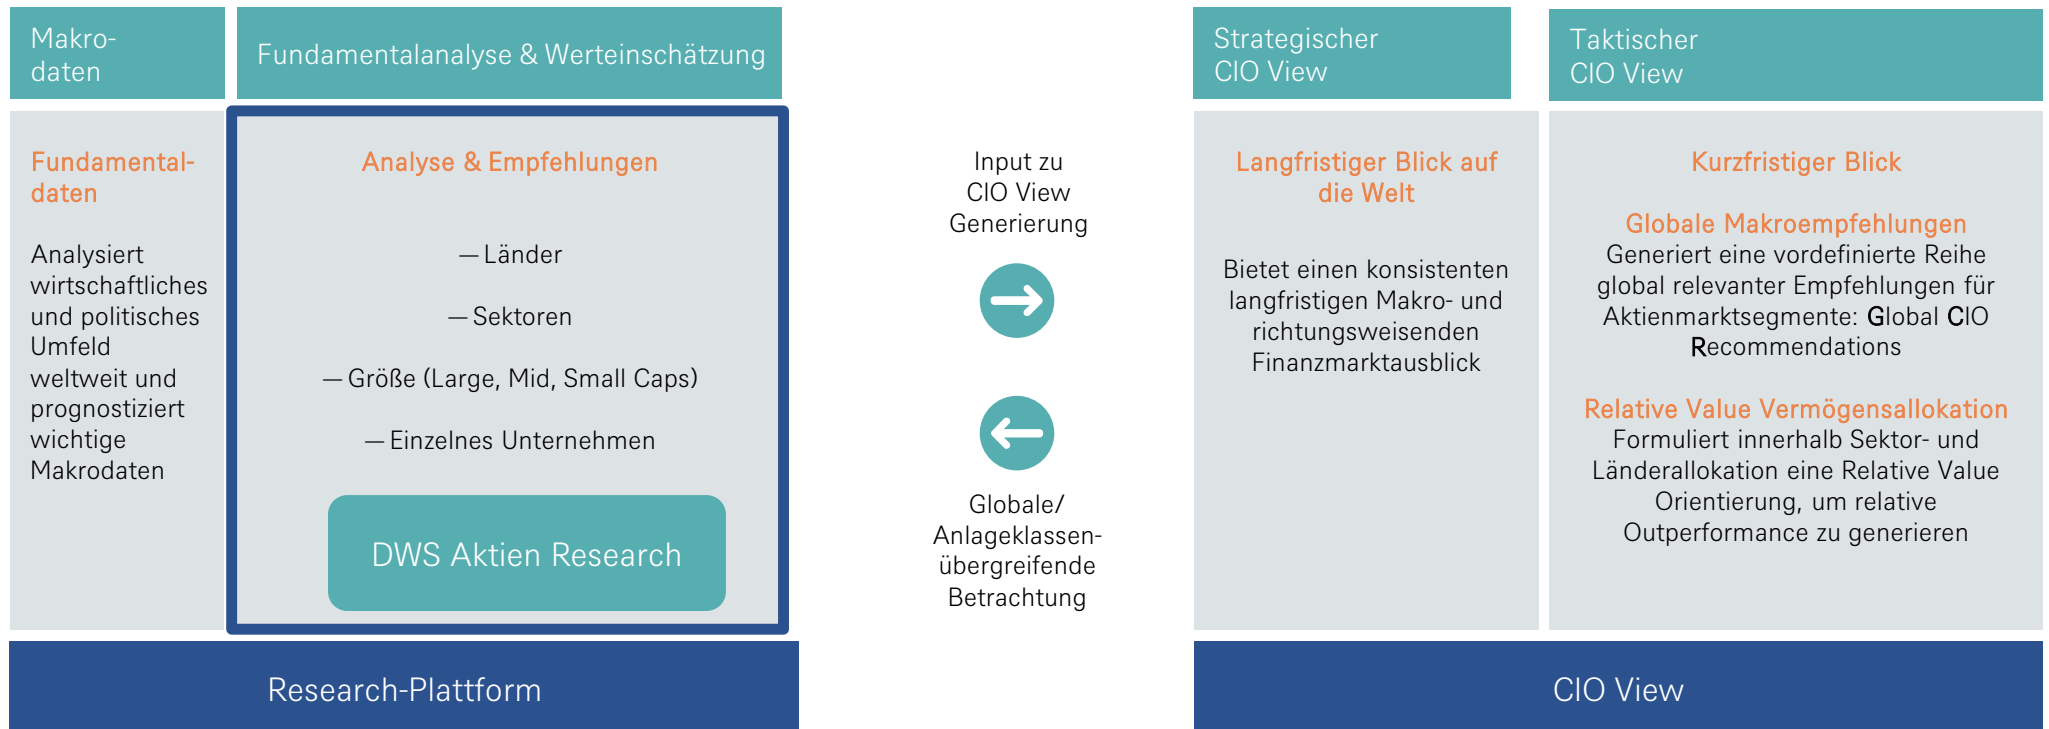 Makro-
daten
Fundamentalanalyse & Werteinschätzung
Fundamental-
daten
Analysiert
wirtschaftliches
und politisches
Umfeld
weltweit und
prognostiziert
wichtige
Makrodaten
Analyse & Empfehlungen
— Länder
— Sektoren
— Größe (Large, Mid, Small Caps)
— Einzelnes Unternehmen
DWS Aktien Research
Research-Plattform
Input zu
CIO View
Generierung
Globale/
Anlageklassen-
übergreifende
Betrachtung
Strategischer
CIO View
Langfristiger Blick auf
die Welt
Bietet einen konsistenten
langfristigen Makro- und
richtungsweisenden
Finanzmarktausblick
Taktischer
CIO View
Kurzfristiger Blick
Globale Makroempfehlungen
Generiert eine vordefinierte Reihe
global relevanter Empfehlungen für
Aktienmarktsegmente: Global CIO
Recommendations
Relative Value Vermögensallokation
Formuliert innerhalb Sektor- und
Länderallokation eine Relative Value
Orientierung, um relative
Outperformance zu generieren
CIO View